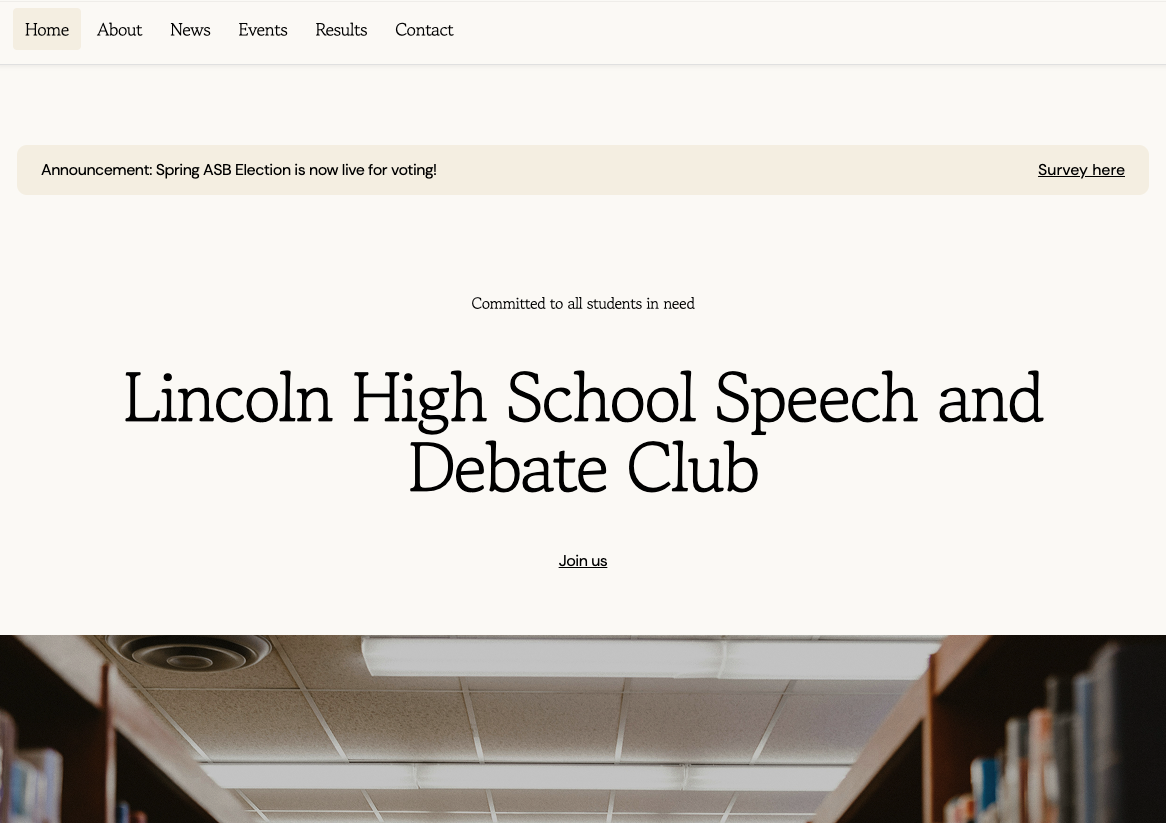 Home About News Events Results Contact
Announcement: Spring ASB Election is now live for voting! Survey here
Committed to all students in need
Lincoln High School Speech and
Debate Club
Join us